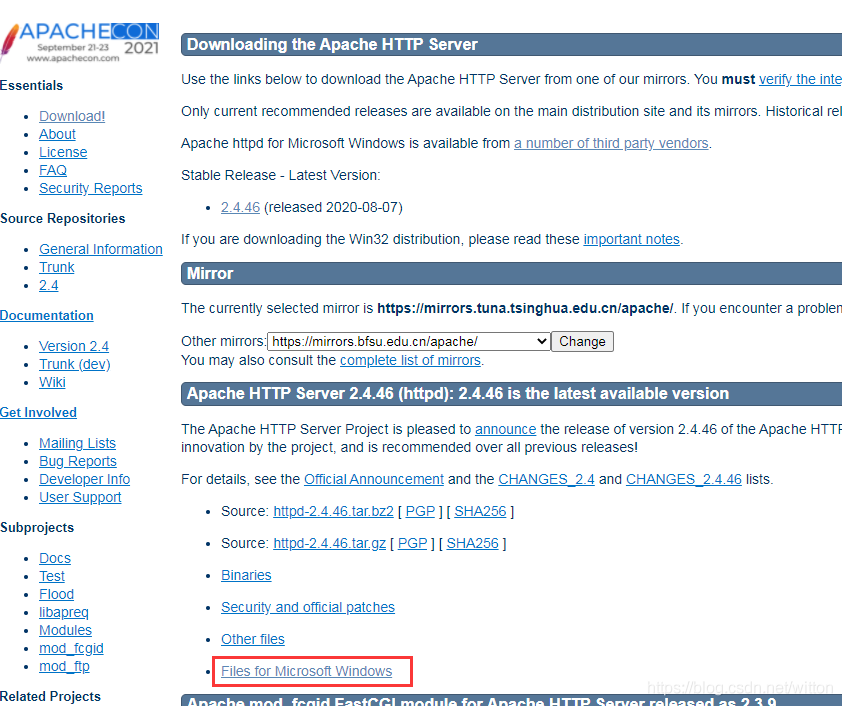 APACHECON
September 21-23 2021
www.apachecon.com
Essentials
Download!
About
License
FAQ
Security Reports
Source Repositories
General Information
Trunk
2.4
Documentation
Version 2.4
Trunk (dev)
Wiki
Get Involved
Mailing Lists
Bug Reports
Developer Info
User Support
Subprojects
Docs
Test
Flood
libapreq
Modules
mod_fcgid
mod_ftp
Related Projects
Downloading the Apache HTTP Server
Use the links below to download the Apache HTTP Server from one of our mirrors. You must verify the inte
Only current recommended releases are available on the main distribution site and its mirrors. Historical rel
Apache httpd for Microsoft Windows is available from a number of third party vendors.
Stable Release - Latest Version:
2.4.46 (released 2020-08-07)
If you are downloading the Win32 distribution, please read these important notes.
Mirror
The currently selected mirror is https://mirrors.tuna.tsinghua.edu.cn/apache/. If you encounter a problem
Other mirrors: https://mirrors.bfsu.edu.cn/apache/ Change
You may also consult the complete list of mirrors.
Apache HTTP Server 2.4.46 (httpd): 2.4.46 is the latest available version
The Apache HTTP Server Project is pleased to announce the release of version 2.4.46 of the Apache HTTP
innovation by the project, and is recommended over all previous releases!
For details, see the Official Announcement and the CHANGES_2.4 and CHANGES_2.4.46 lists.
Source: httpd-2.4.46.tar.bz2 [ PGP ] [ SHA256 ]
Source: httpd-2.4.46.tar.gz [ PGP ] [ SHA256 ]
Binaries
Security and official patches
Other files
Files for Microsoft Windows
Apache mod_fcgid FastCGI module for Apache HTTP Server released as 2.3.9
https://blog.csdn.net/witton